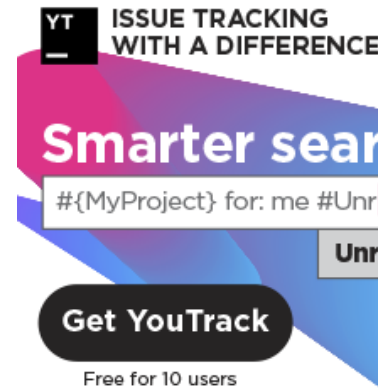 YT
ISSUE TRACKING
WITH A DIFFERENCE
Smarter sear
#{MyProject} for: me #Unr
Unr
Get YouTrack
Free for 10 users